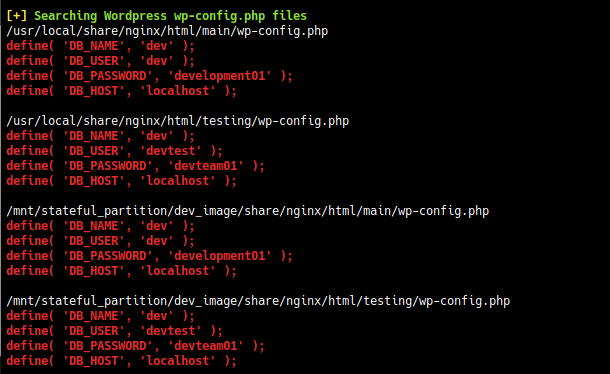 [+] Searching Wordpress wp-config.php files
/usr/local/share/nginx/html/main/wp-config.php
define( 'DB_NAME', 'dev' );
define( 'DB_USER', 'dev' );
define( 'DB_PASSWORD', 'development01' );
define( 'DB_HOST', 'localhost' );

/usr/local/share/nginx/html/testing/wp-config.php
define( 'DB_NAME', 'dev' );
define( 'DB_USER', 'devtest' );
define( 'DB_PASSWORD', 'devteam01' );
define( 'DB_HOST', 'localhost' );

/mnt/stateful_partition/dev_image/share/nginx/html/main/wp-config.php
define( 'DB_NAME', 'dev' );
define( 'DB_USER', 'dev' );
define( 'DB_PASSWORD', 'development01' );
define( 'DB_HOST', 'localhost' );

/mnt/stateful_partition/dev_image/share/nginx/html/testing/wp-config.php
define( 'DB_NAME', 'dev' );
define( 'DB_USER', 'devtest' );
define( 'DB_PASSWORD', 'devteam01' );
define( 'DB_HOST', 'localhost' );